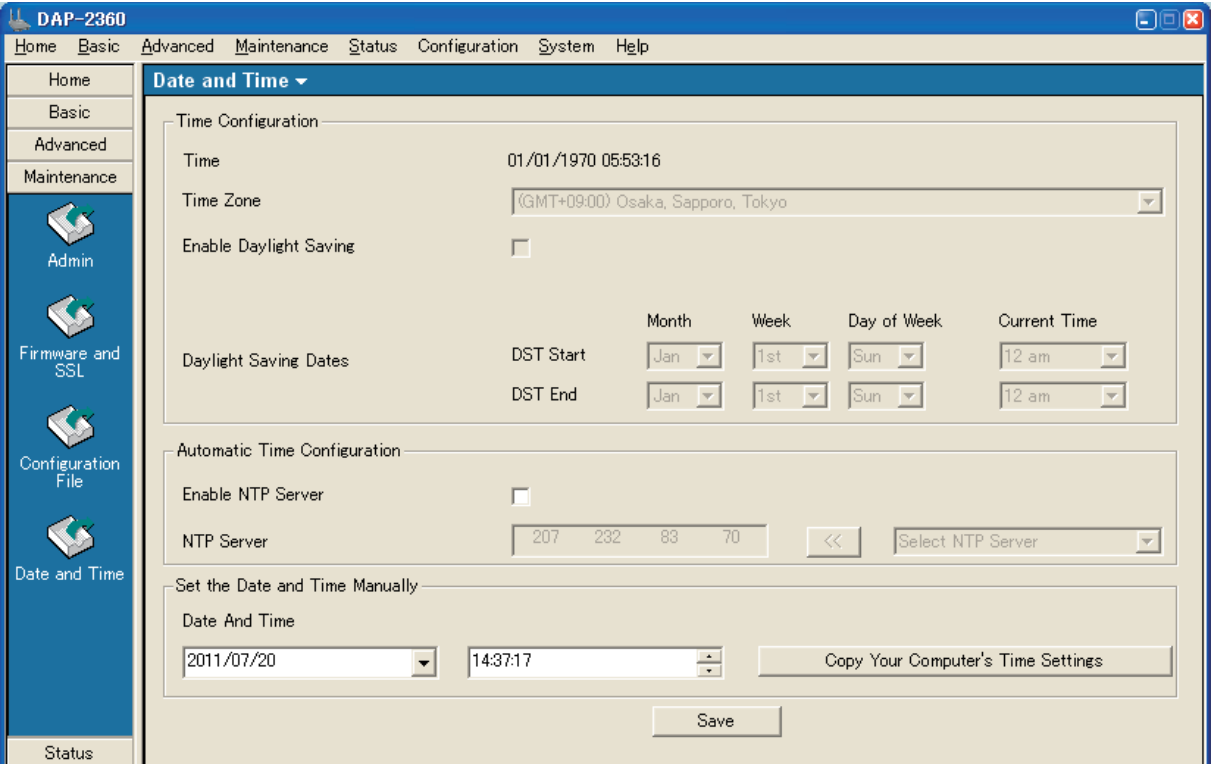 DAP-2360
Home Basic Advanced Maintenance Status Configuration System Help
Home
Basic
Advanced
Maintenance
Admin
Firmware and
SSL
Configuration
File
Date and Time
Status
Date and Time
Time Configuration
Time 01/01/1970 05:53:16
Time Zone (GMT+09:00) Osaka, Sapporo, Tokyo
Enable Daylight Saving
Month Week Day of Week Current Time
Daylight Saving Dates DST Start Jan 1st Sun 12 am
DST End Jan 1st Sun 12 am
Automatic Time Configuration
Enable NTP Server
NTP Server 207 232 83 70 << Select NTP Server
Set the Date and Time Manually
Date And Time
2011/07/20 14:37:17 Copy Your Computer's Time Settings
Save